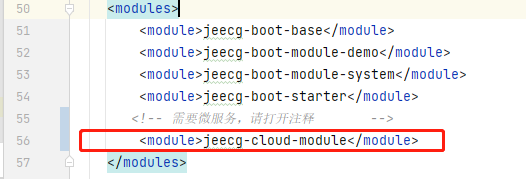 50 <modules>
51 <module>jeecg-boot-base</module>
52 <module>jeecg-boot-module-demo</module>
53 <module>jeecg-boot-module-system</module>
54 <module>jeecg-boot-starter</module>
55 <!-- 需要微服务，请打开注释 -->
56 <module>jeecg-cloud-module</module>
57 </modules>